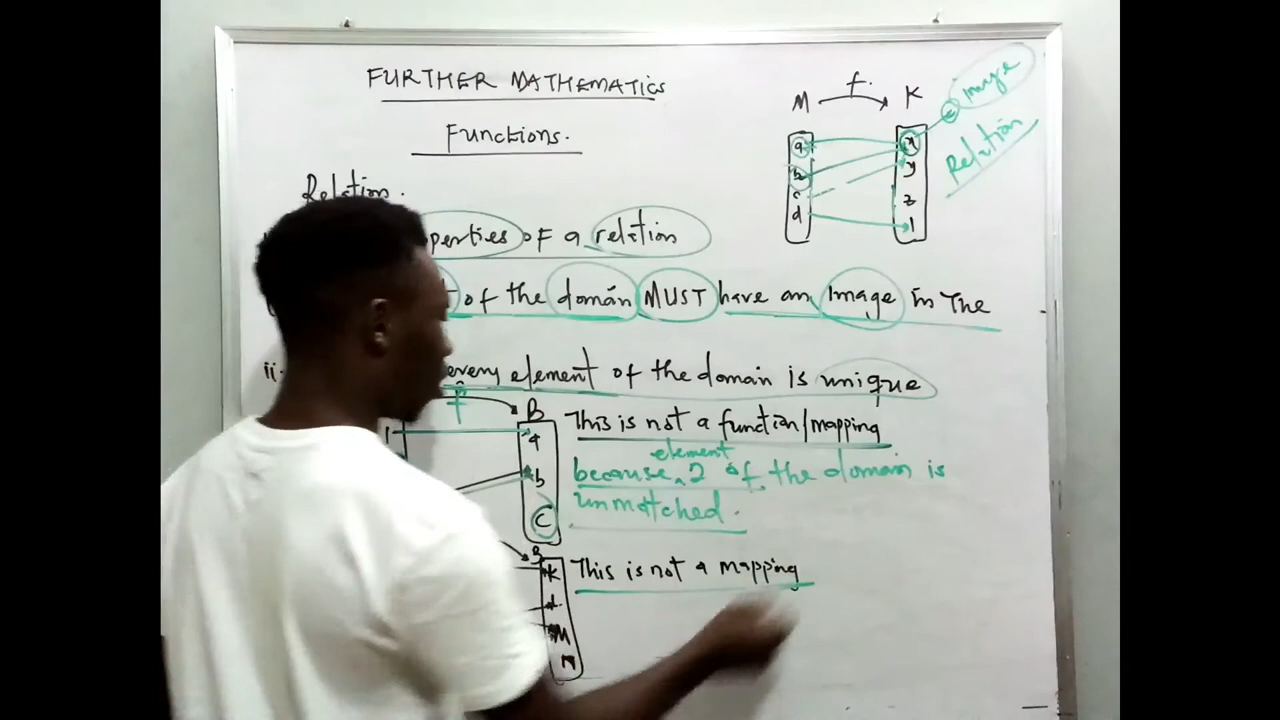 FURTHER MATHEMATICS
Functions.
Relation.
perties of a relation
of the domain MUST have an image in The
ii. every element of the domain is unique
f B This is not a function/mapping
element
because 2 of the domain is
unmatched.
1 a
b
C
B This is not a mapping
K
L
M
N
f.
M K
a x
b y
c z
d l
image
Relation